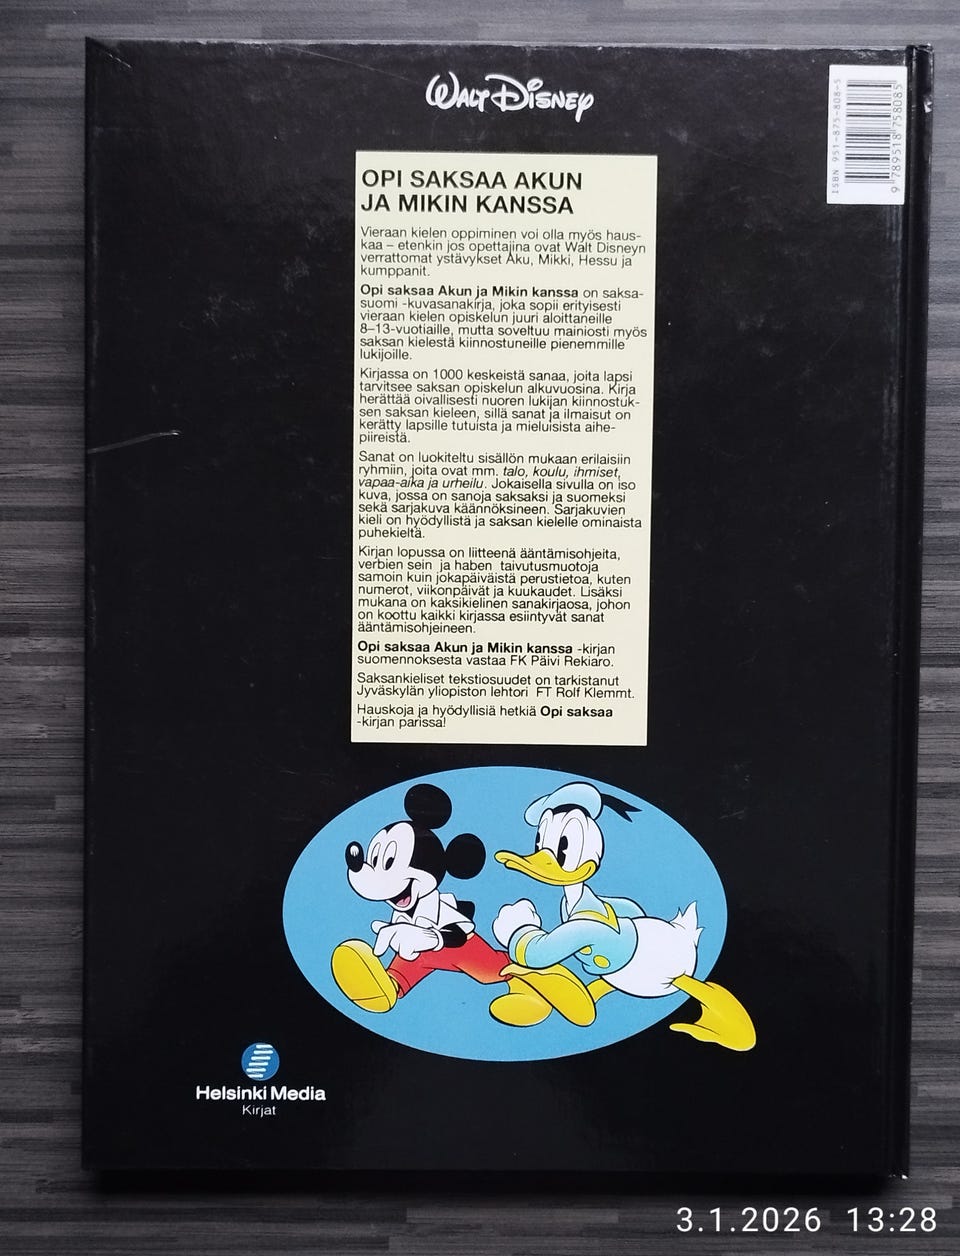 WALT DISNEY
ISBN 951-875-808-5
9 789518 758085
OPI SAKSAA AKUN
JA MIKIN KANSSA
Vieraan kielen oppiminen voi olla myös haus-
kaa – etenkin jos opettajina ovat Walt Disneyn
verrattomat ystävykset Aku, Mikki, Hessu ja
kumppanit.
Opi saksaa Akun ja Mikin kanssa on saksa-
suomi -kuvasanakirja, joka sopii erityisesti
vieraan kielen opiskelun juuri aloittaneille
8–13-vuotiaille, mutta soveltuu mainiosti myös
saksan kielestä kiinnostuneille pienemmille
lukijoille.
Kirjassa on 1000 keskeistä sanaa, joita lapsi
tarvitsee saksan opiskelun alkuvuosina. Kirja
herättää oivallisesti nuoren lukijan kiinnostuk-
sen saksan kieleen, sillä sanat ja ilmaisut on
kerätty lapsille tutuista ja mieluisista aihe-
piireistä.
Sanat on luokiteltu sisällön mukaan erilaisiin
ryhmiin, joita ovat mm. talo, koulu, ihmiset,
vapaa-aika ja urheilu. Jokaisella sivulla on iso
kuva, jossa on sanoja saksaksi ja suomeksi
sekä sarjakuva käännöksineen. Sarjakuvien
kieli on hyödyllistä ja saksan kielelle ominaista
puhekieltä.
Kirjan lopussa on liitteenä ääntämisohjeita,
verbien sein ja haben taivutusmuotoja
samoin kuin jokapäiväistä perustietoa, kuten
numerot, viikonpäivät ja kuukaudet. Lisäksi
mukana on kaksikielinen sanakirjaosa, johon
on koottu kaikki kirjassa esiintyvät sanat
ääntämisohjeineen.
Opi saksaa Akun ja Mikin kanssa -kirjan
suomennoksesta vastaa FK Päivi Rekiaro.
Saksankieliset tekstiosuudet on tarkistanut
Jyväskylän yliopiston lehtori FT Rolf Klemmt.
Hauskoja ja hyödyllisiä hetkiä Opi saksaa
-kirjan parissa!
Helsinki Media
Kirjat
3.1.2026 13:28